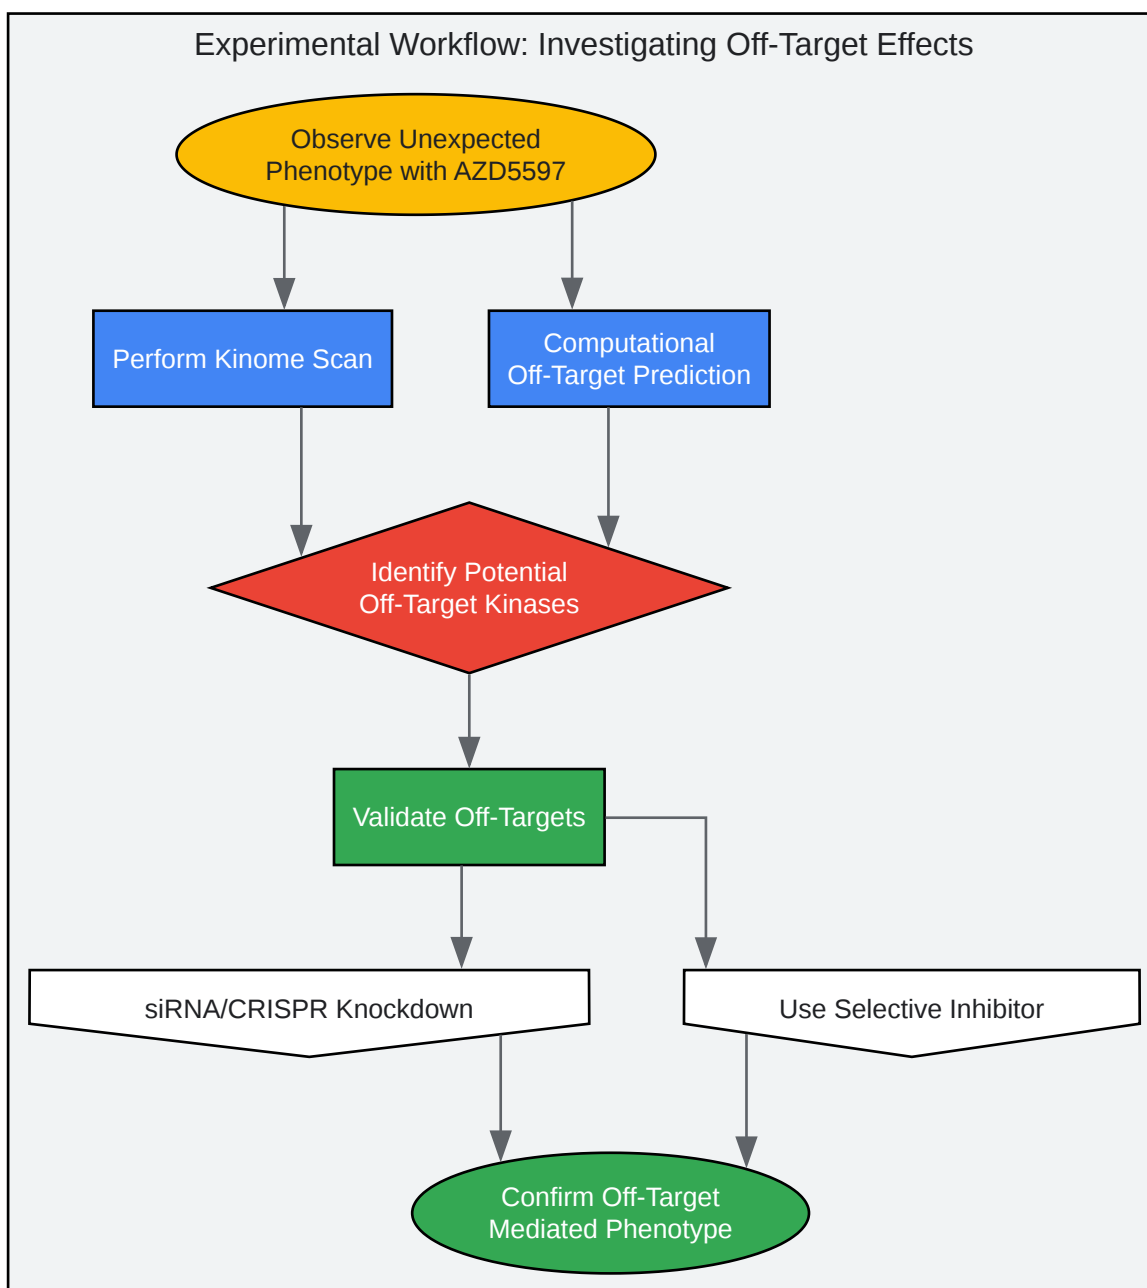 Experimental Workflow: Investigating Off-Target Effects
Observe Unexpected
Phenotype with AZD5597
Perform Kinome Scan
Computational
Off-Target Prediction
Identify Potential
Off-Target Kinases
Validate Off-Targets
siRNA/CRISPR Knockdown
Use Selective Inhibitor
Confirm Off-Target
Mediated Phenotype